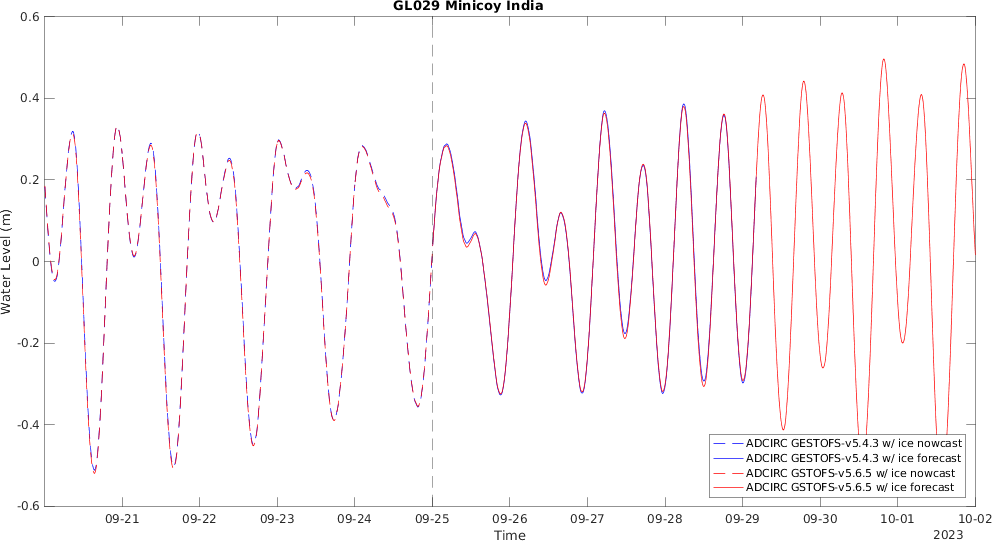 GL029 Minicoy India
Water Level (m)
0.6
0.4
0.2
0
-0.2
-0.4
-0.6
ADCIRC GESTOFS-v5.4.3 w/ ice nowcast
ADCIRC GESTOFS-v5.4.3 w/ ice forecast
ADCIRC GSTOFS-v5.6.5 w/ ice nowcast
ADCIRC GSTOFS-v5.6.5 w/ ice forecast
09-21 09-22 09-23 09-24 09-25 09-26 09-27 09-28 09-29 09-30 10-01 10-02
Time
2023